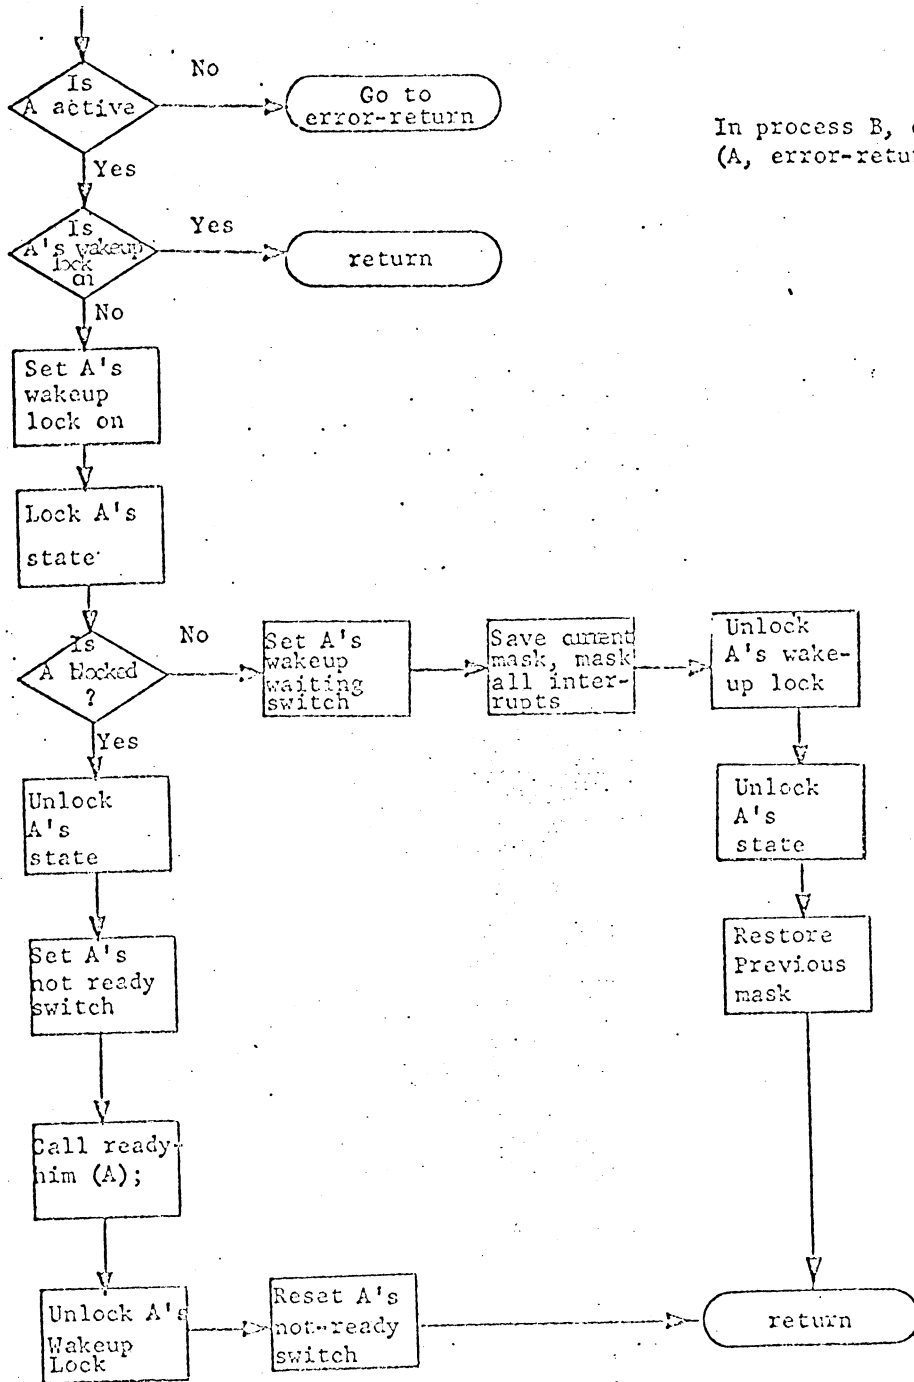 Is
A active
No
Go to
error-return
In process B,
(A,
Yes
Is
A's wakeup
lock
on
Yes
return
No
Set A's
wakeup
lock on
Lock A's
state
Is
A blocked
?
No
Set A's
wakeup
waiting
switch
Save current
mask, mask
all inter-
rupts
Unlock
A's wake-
up lock
Yes
Unlock
A's
state
Unlock
A's
state
Set A's
not ready
switch
Restore
Previous
mask
Call ready-
him (A);
Unlock A's
Wakeup
Lock
Reset A's
not-ready
switch
return